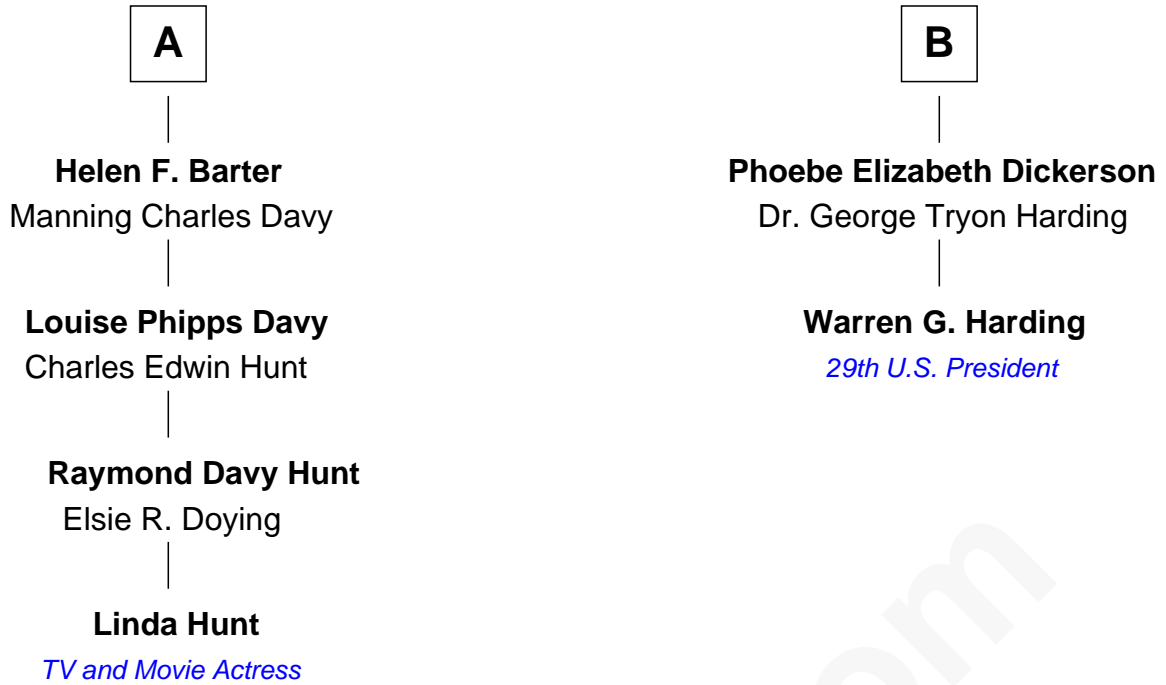 A
Helen F. Barter
Manning Charles Davy
Louise Phipps Davy
Charles Edwin Hunt
Raymond Davy Hunt
Elsie R. Doying
Linda Hunt
TV and Movie Actress
B
Phoebe Elizabeth Dickerson
Dr. George Tryon Harding
Warren G. Harding
29th U.S. President
om